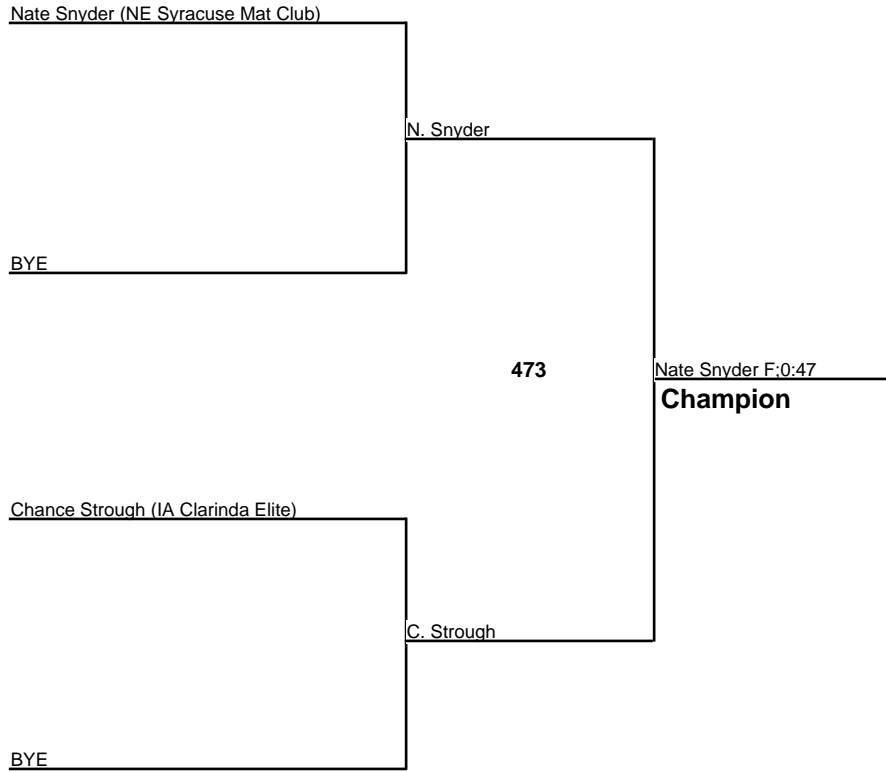 Nate Snyder (NE Syracuse Mat Club)
N. Snyder
BYE
473
Nate Snyder F;0:47
Champion
Chance Strough (IA Clarinda Elite)
C. Strough
BYE